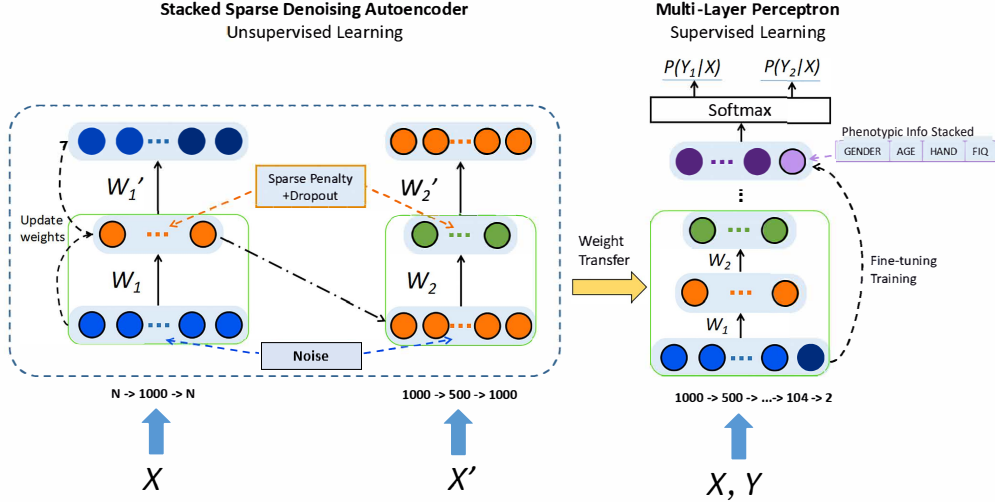 Stacked Sparse Denoising Autoencoder
Unsupervised Learning
W₁′
W₂′
Sparse Penalty
+Dropout
Update
weights
W₁
W₂
Noise
N -> 1000 -> N
1000 -> 500 -> 1000
X
X′
Weight
Transfer
Multi-Layer Perceptron
Supervised Learning
P(Y₁|X)
P(Y₂|X)
Softmax
Phenotypic Info Stacked
GENDER AGE HAND FIQ
W₂
W₁
Fine-tuning
Training
1000 -> 500 -> ...-> 104 -> 2
X, Y